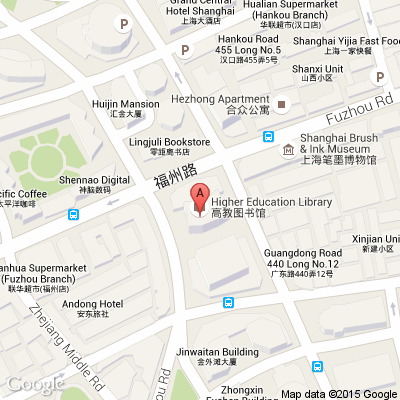 Grand Central
Hotel Shanghai
上海大酒店
Hualian Supermarket
(Hankou Branch)
华联超市(汉口店)
Hankou Road
455 Long No.5
汉口路455弄5号
Shanghai Yijia Fast Food
上海一家快餐
Shanxi Unit
山西小区
Huijin Mansion
汇金大厦
Hezhong Apartment
合众公寓
Fuzhou Rd
Lingjuli Bookstore
零距离书店
Shanghai Brush
& Ink Museum
上海笔墨博物馆
Shennao Digital
神脑数码
福州路
Pacific Coffee
太平洋咖啡
A
Higher Education Library
高教图书馆
Xinjian Unit
新建小区
Guangdong Road
440 Long No.12
广东路440弄12号
Lianhua Supermarket
(Fuzhou Branch)
联华超市(福州店)
Andong Hotel
安东旅社
Zhejiang Middle Rd
Jinwaitan Building
金外滩大厦
Rd
Zhongxin
Google
Map data ©2015 Google